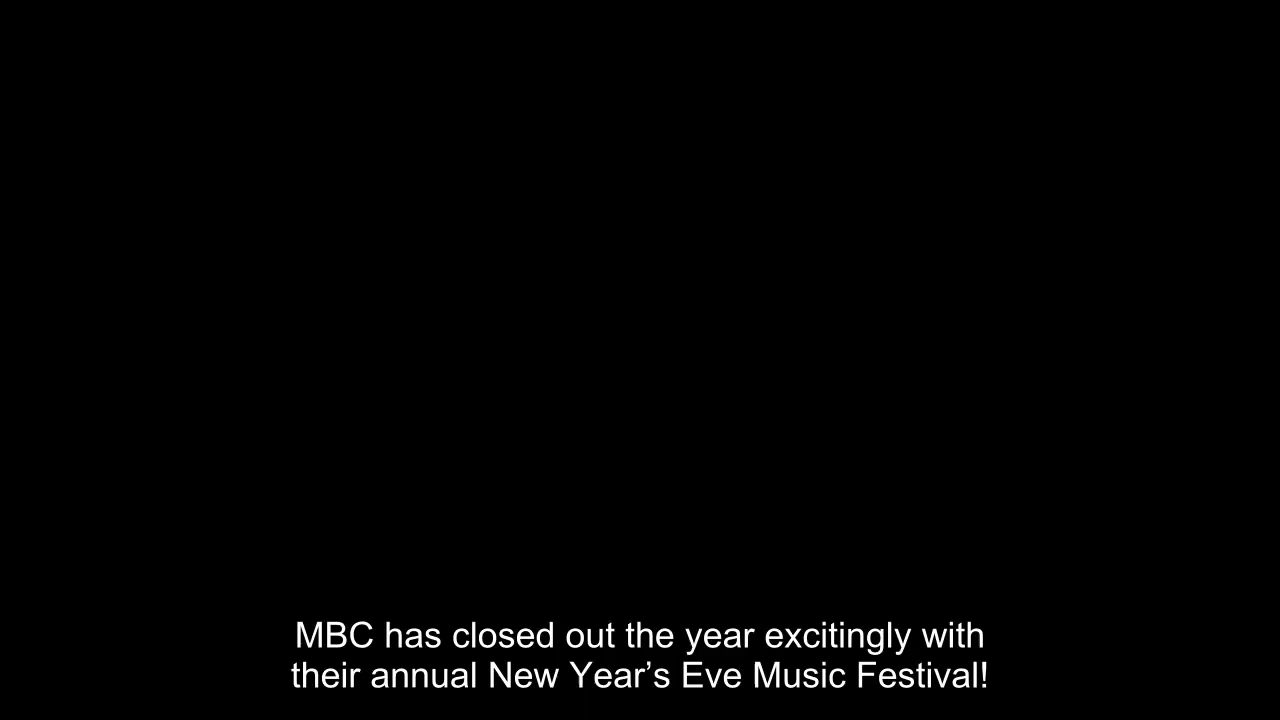 MBC has closed out the year excitingly with
their annual New Year’s Eve Music Festival!